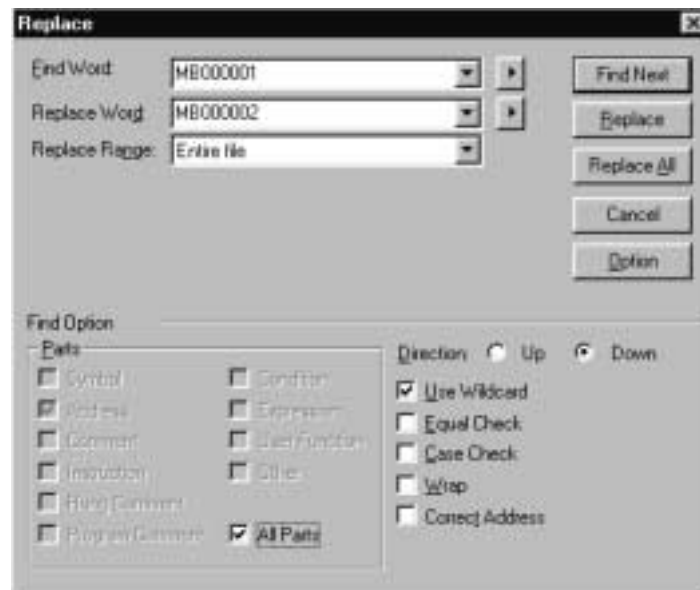 Replace
Find Word: MB000001
Replace Word: MB000002
Replace Range: Entire file
Find Next
Replace
Replace All
Cancel
Option
Find Option
Parts
Symbol
Condition
Address
Expression
Comment
User Function
Instruction
Other
Rung Comment
Program Comment
All Parts
Direction Up Down
Use Wildcard
Equal Check
Case Check
Wrap
Correct Address